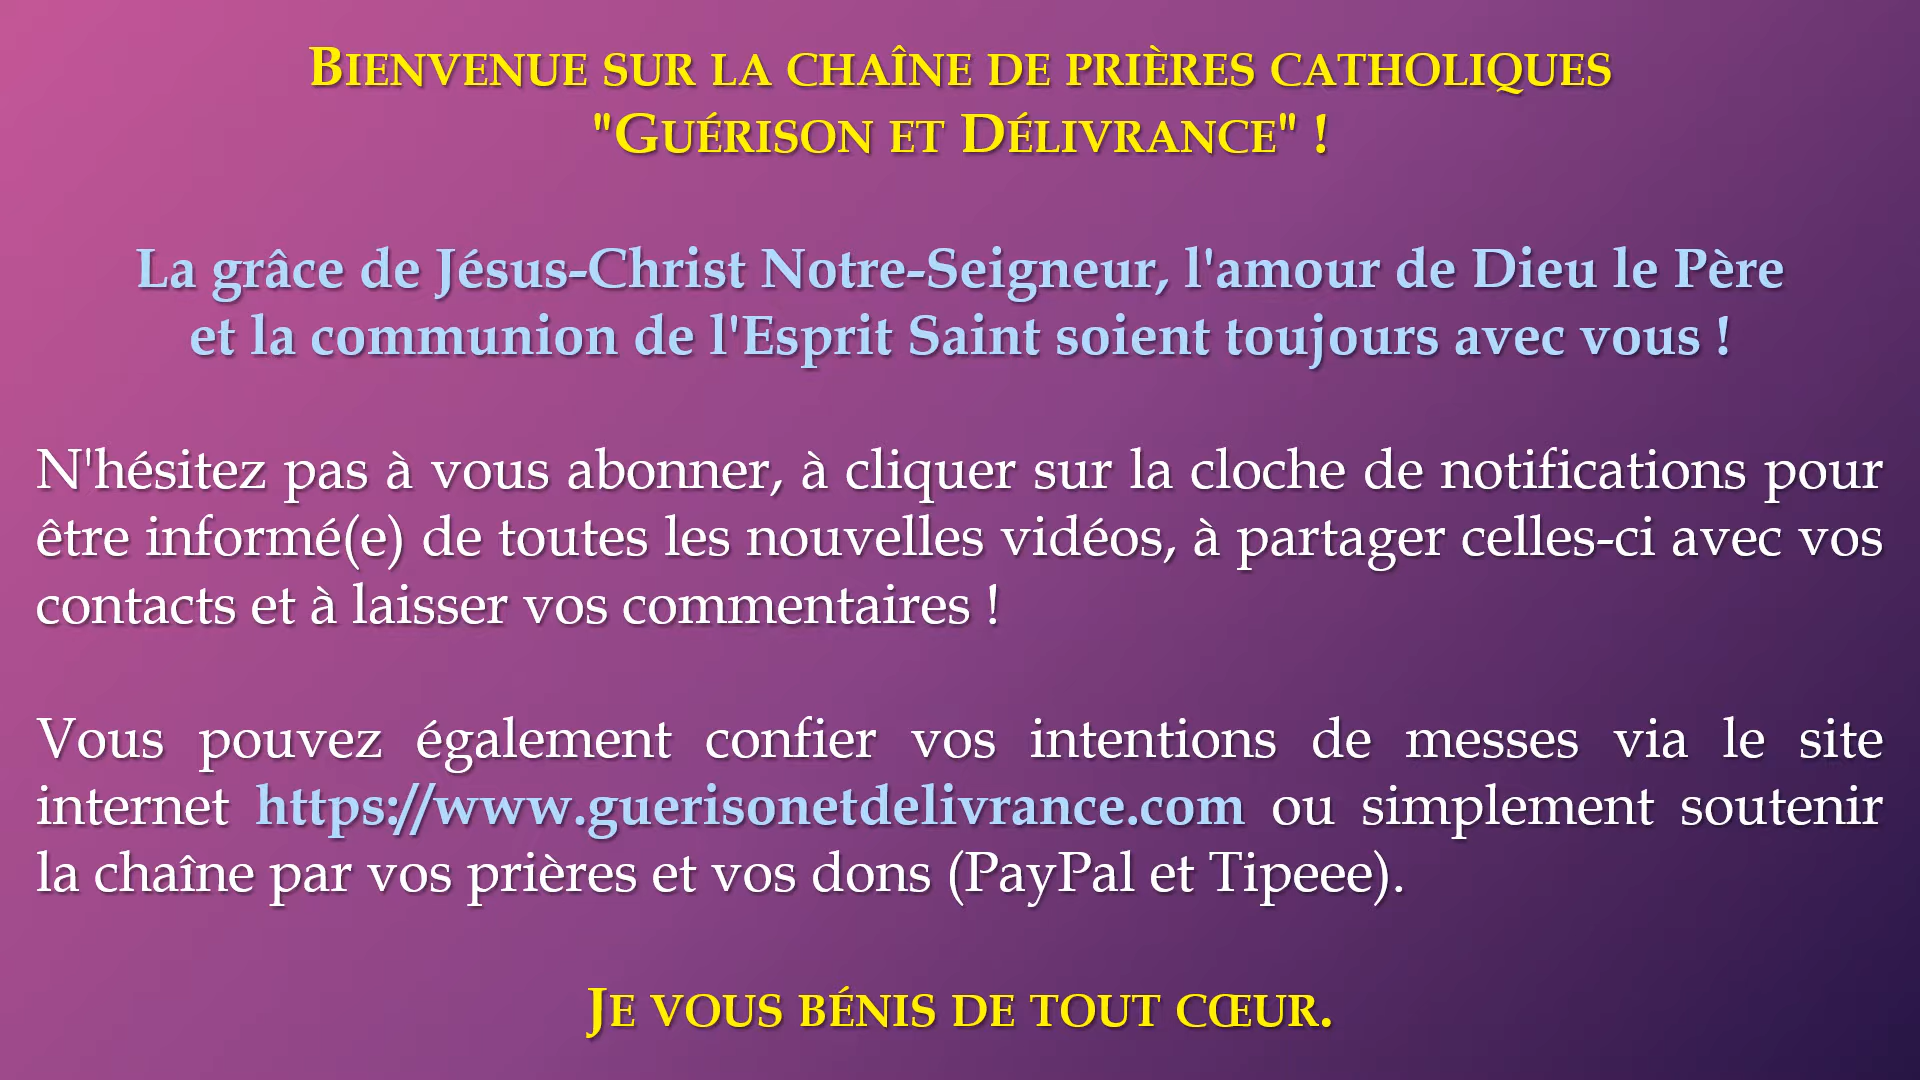 BIENVENUE SUR LA CHAÎNE DE PRIÈRES CATHOLIQUES
"GUÉRISON ET DÉLIVRANCE" !
La grâce de Jésus-Christ Notre-Seigneur, l'amour de Dieu le Père
et la communion de l'Esprit Saint soient toujours avec vous !
N'hésitez pas à vous abonner, à cliquer sur la cloche de notifications pour
être informé(e) de toutes les nouvelles vidéos, à partager celles-ci avec vos
contacts et à laisser vos commentaires !
Vous pouvez également confier vos intentions de messes via le site
internet https://www.guerisonetdelivrance.com ou simplement soutenir
la chaîne par vos prières et vos dons (PayPal et Tipeee).
JE VOUS BÉNIS DE TOUT CŒUR.